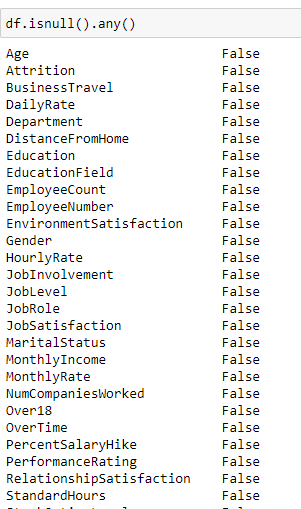 df.isnull().any()
Age False
Attrition False
BusinessTravel False
DailyRate False
Department False
DistanceFromHome False
Education False
EducationField False
EmployeeCount False
EmployeeNumber False
EnvironmentSatisfaction False
Gender False
HourlyRate False
JobInvolvement False
JobLevel False
JobRole False
JobSatisfaction False
MaritalStatus False
MonthlyIncome False
MonthlyRate False
NumCompaniesWorked False
Over18 False
OverTime False
PercentSalaryHike False
PerformanceRating False
RelationshipSatisfaction False
StandardHours False